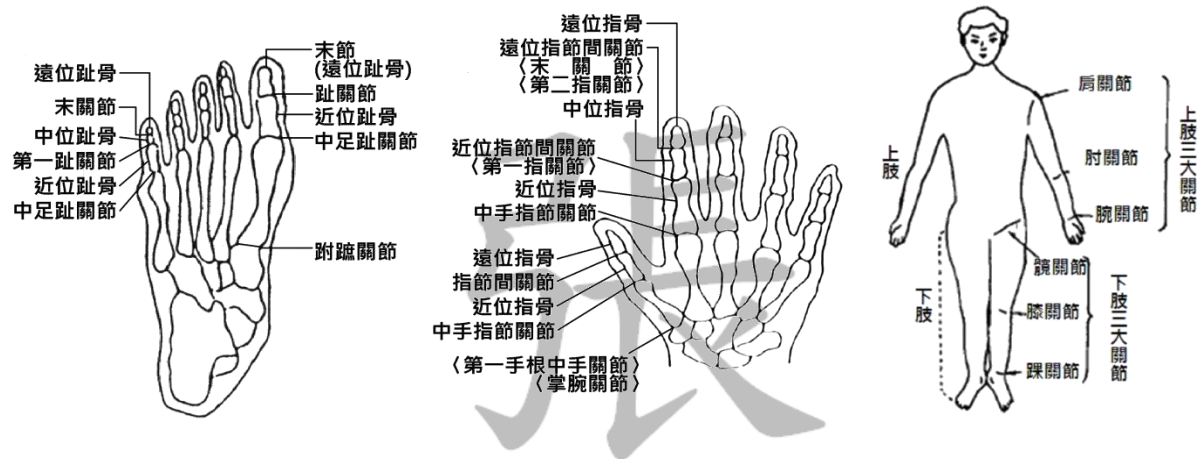 遠位趾骨
末關節
中位趾骨
第一趾關節
近位趾骨
中足趾關節
末節
(遠位趾骨)
趾關節
近位趾骨
中足趾關節
跗蹠關節
遠位指骨
遠位指節間關節
〈末關節〉
〈第二指關節〉
中位指骨
近位指節間關節
〈第一指關節〉
近位指骨
中手指節關節
遠位指骨
指節間關節
近位指骨
中手指節關節
〈第一手根中手關節〉
〈掌腕關節〉
張
上肢
下肢
肩關節
肘關節
腕關節
上肢三大關節
髖關節
膝關節
踝關節
下肢三大關節